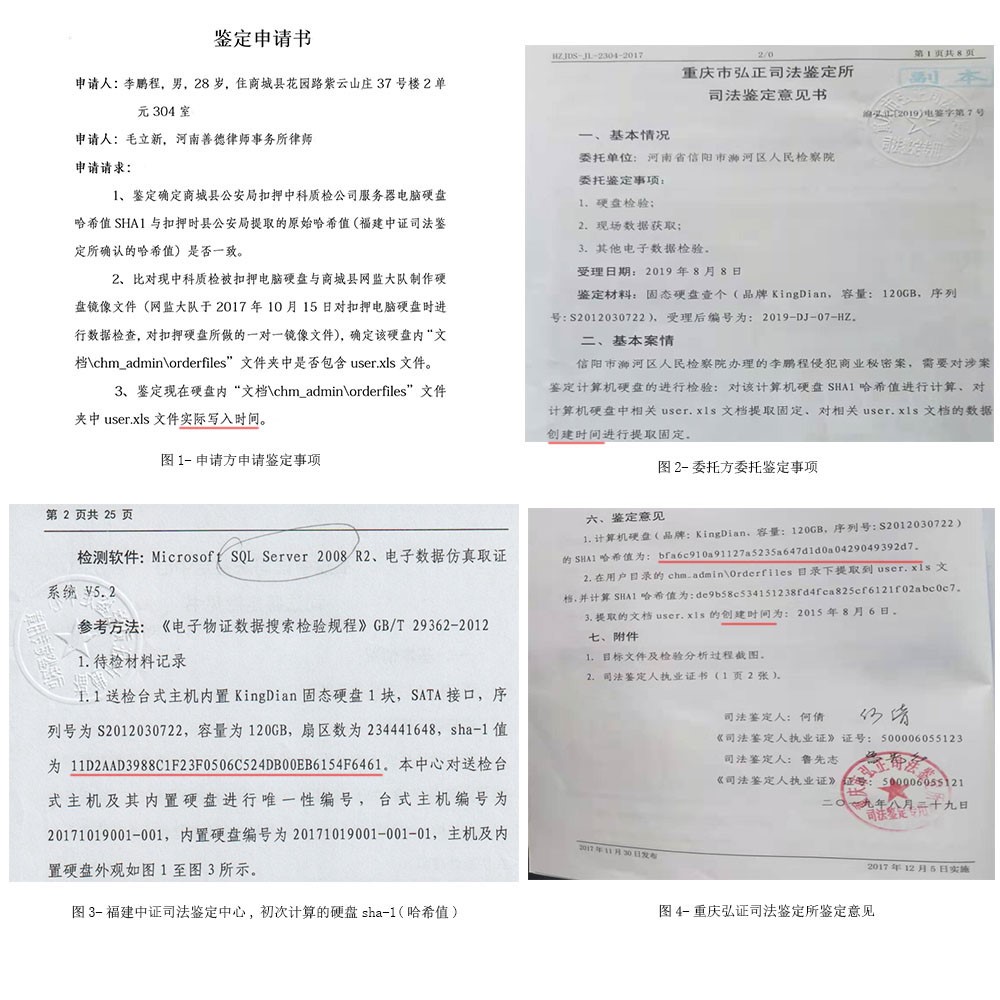 鉴定申请书
申请人：李鹏程，男，28 岁，住商城县花园路紫云山庄 37 号楼 2 单
元 304 室
申请人：毛立新，河南善德律师事务所律师
申请请求：
1、鉴定确定商城县公安局扣押中科质检公司服务器电脑硬盘
哈希值 SHA1 与扣押时县公安局提取的原始哈希值（福建中证司法鉴
定所确认的哈希值）是否一致。
2、比对现中科质检被扣押电脑硬盘与商城县网监大队制作硬
盘镜像文件（网监大队于 2017 年 10 月 15 日对扣押电脑硬盘时进
行数据检查，对扣押硬盘所做的一对一镜像文件），确定该硬盘内“文
档\chm_admin\orderfiles”文件夹中是否包含 user.xls 文件。
3、鉴定现在硬盘内“文档\chm_admin\orderfiles”文件
夹中 user.xls 文件实际写入时间。
图 1- 申请方申请鉴定事项
HZJDS-JL-2304-2017 2/0 第 1 页共 8 页
重庆市弘正司法鉴定所
副本
司法鉴定意见书
(2019)电鉴字第 7 号
一、基本情况
委托单位：河南省信阳市浉河区人民检察院
委托鉴定事项：
1. 硬盘检验；
2. 现场数据获取；
3. 其他电子数据检验。
受理日期：2019 年 8 月 8 日
鉴定材料：固态硬盘壹个（品牌 KingDian，容量：120GB，序列
号：S2012030722），受理后编号为：2019-DJ-07-HZ。
二、基本案情
信阳市浉河区人民检察院办理的李鹏程侵犯商业秘密案，需要对涉案
鉴定计算机硬盘的进行检验：对该计算机硬盘 SHA1 哈希值进行计算、对
计算机硬盘中相关 user.xls 文档提取固定、对相关 user.xls 文档的数据
创建时间进行提取固定。
图 2- 委托方委托鉴定事项
第 2 页共 25 页
检测软件：Microsoft SQL Server 2008 R2、电子数据仿真取证
系统 V5.2
参考方法：《电子物证数据搜索检验规程》GB/T 29362-2012
1.待检材料记录
1.1 送检台式主机内置 KingDian 固态硬盘 1 块，SATA 接口，序
列号为 S2012030722，容量为 120GB，扇区数为 234441648，sha-1 值
为 11D2AAD3988C1F23F0506C524DB00EB6154F6461。本中心对送检台
式主机及其内置硬盘进行唯一性编号，台式主机编号为
20171019001-001，内置硬盘编号为 20171019001-001-01，主机及内
置硬盘外观如图 1 至图 3 所示。
图 3- 福建中证司法鉴定中心，初次计算的硬盘 sha-1( 哈希值 )
六、鉴定意见
1.计算机硬盘（品牌：KingDian，容量：120GB，序列号：S2012030722）
的 SHA1 哈希值为：bfa6c910a91127a5235a647d1d0a0429049392d7。
2.在用户目录的 chm.admin\Orderfiles 目录下提取到 user.xls 文
档，并计算 SHA1 哈希值为:de9b58c534151238fd4fca825cf6121f02abc0c7。
3.提取的文档 user.xls 的创建时间为：2015 年 8 月 6 日。
七、附件
1. 目标文件及检验分析过程截图。
2. 司法鉴定人执业证书（1 页 2 张）。
司法鉴定人：何倩 何倩
《司法鉴定人执业证》证号：500006055123
司法鉴定人：鲁先志
《司法鉴定人执业证》证号：500006055121
二〇一九年八月二十九日
2017 年 11 月 30 日发布 2017 年 12 月 5 日实施
图 4- 重庆弘证司法鉴定所鉴定意见